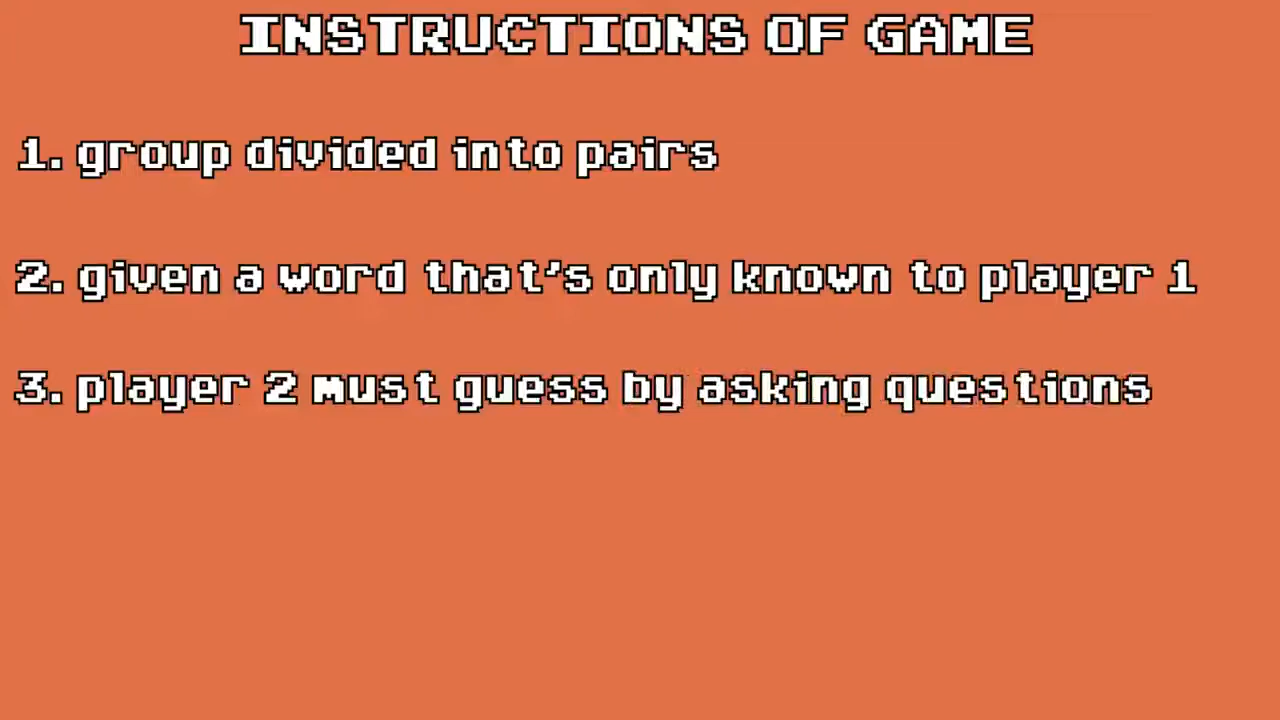 INSTRUCTIONS OF GAME
1. group divided into pairs
2. given a word that's only known to player 1
3. player 2 must guess by asking questions